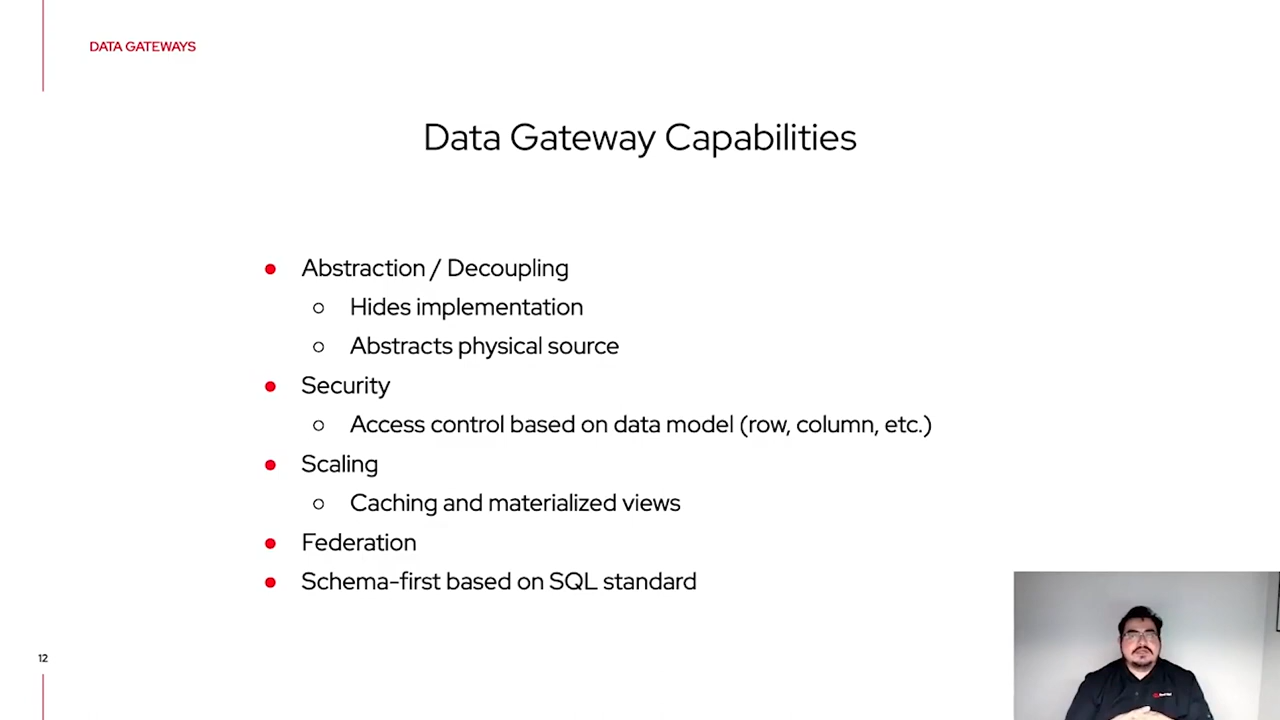 DATA GATEWAYS
Data Gateway Capabilities
● Abstraction / Decoupling
○ Hides implementation
○ Abstracts physical source
● Security
○ Access control based on data model (row, column, etc.)
● Scaling
○ Caching and materialized views
● Federation
● Schema-first based on SQL standard
12